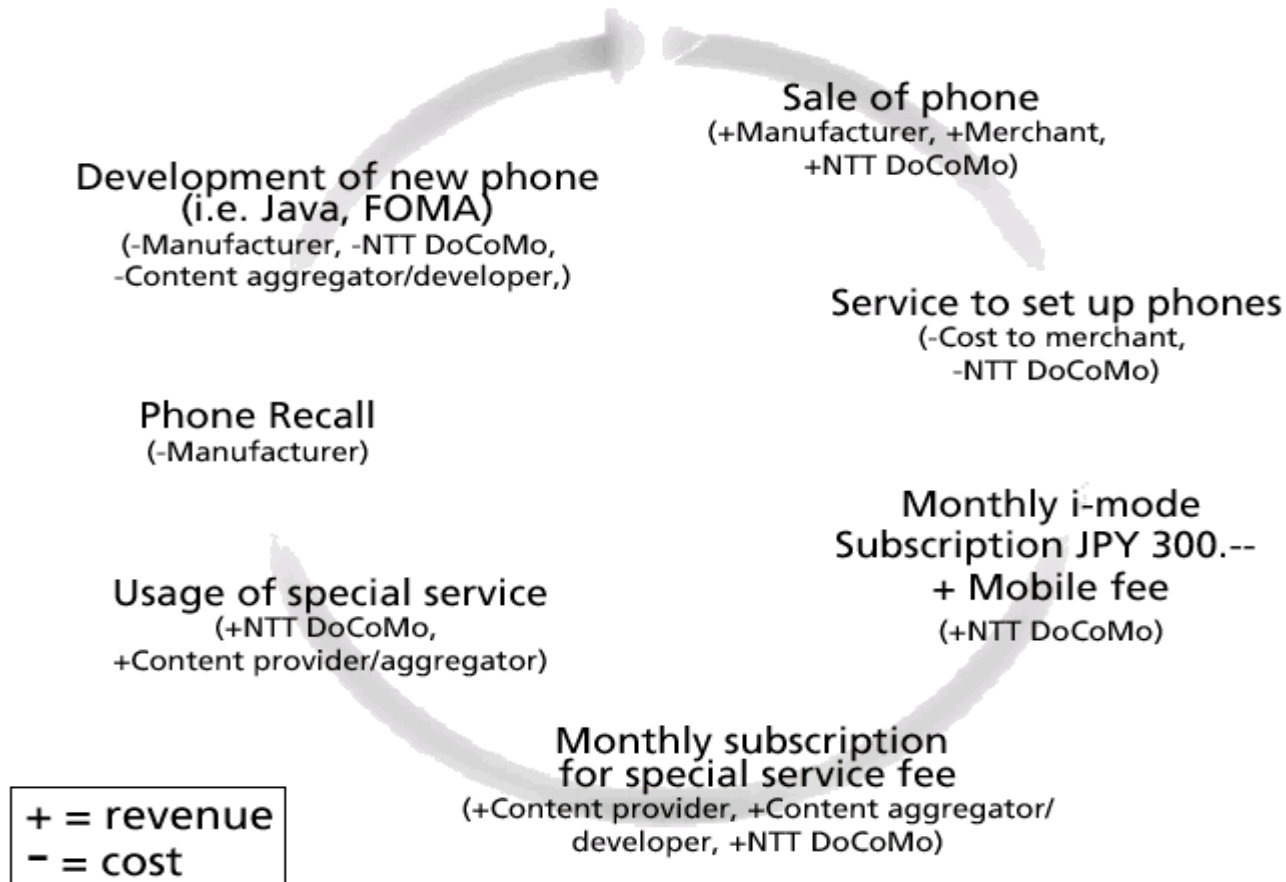 Sale of phone
(+Manufacturer, +Merchant,
+NTT DoCoMo)
Service to set up phones
(-Cost to merchant,
-NTT DoCoMo)
Monthly i-mode
Subscription JPY 300.--
+ Mobile fee
(+NTT DoCoMo)
Monthly subscription
for special service fee
(+Content provider, +Content aggregator/
developer, +NTT DoCoMo)
Usage of special service
(+NTT DoCoMo,
+Content provider/aggregator)
Phone Recall
(-Manufacturer)
Development of new phone
(i.e. Java, FOMA)
(-Manufacturer, -NTT DoCoMo,
-Content aggregator/developer,)
+ = revenue
- = cost